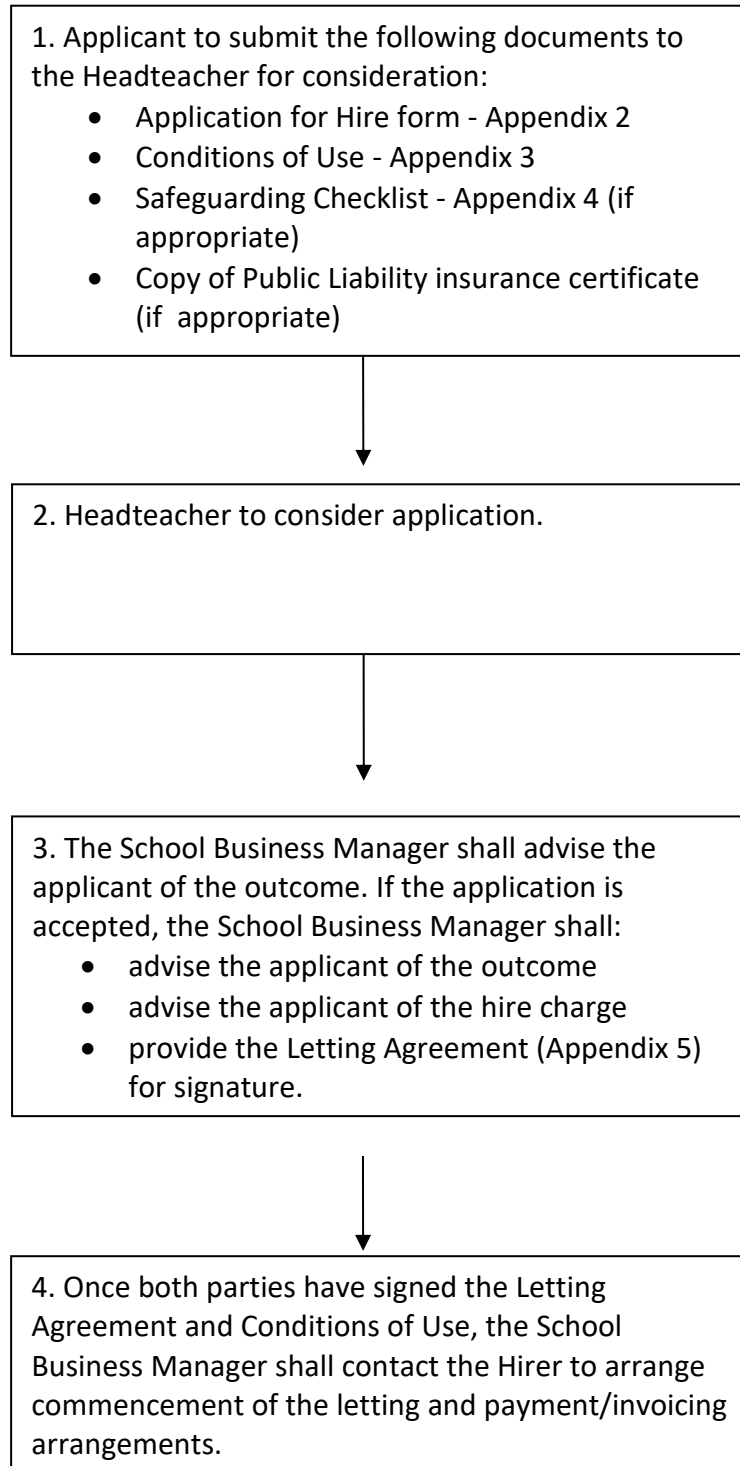 1. Applicant to submit the following documents to
the Headteacher for consideration:
• Application for Hire form - Appendix 2
• Conditions of Use - Appendix 3
• Safeguarding Checklist - Appendix 4 (if
appropriate)
• Copy of Public Liability insurance certificate
(if  appropriate)
2. Headteacher to consider application.
3. The School Business Manager shall advise the
applicant of the outcome. If the application is
accepted, the School Business Manager shall:
• advise the applicant of the outcome
• advise the applicant of the hire charge
• provide the Letting Agreement (Appendix 5)
for signature.
4. Once both parties have signed the Letting
Agreement and Conditions of Use, the School
Business Manager shall contact the Hirer to arrange
commencement of the letting and payment/invoicing
arrangements.